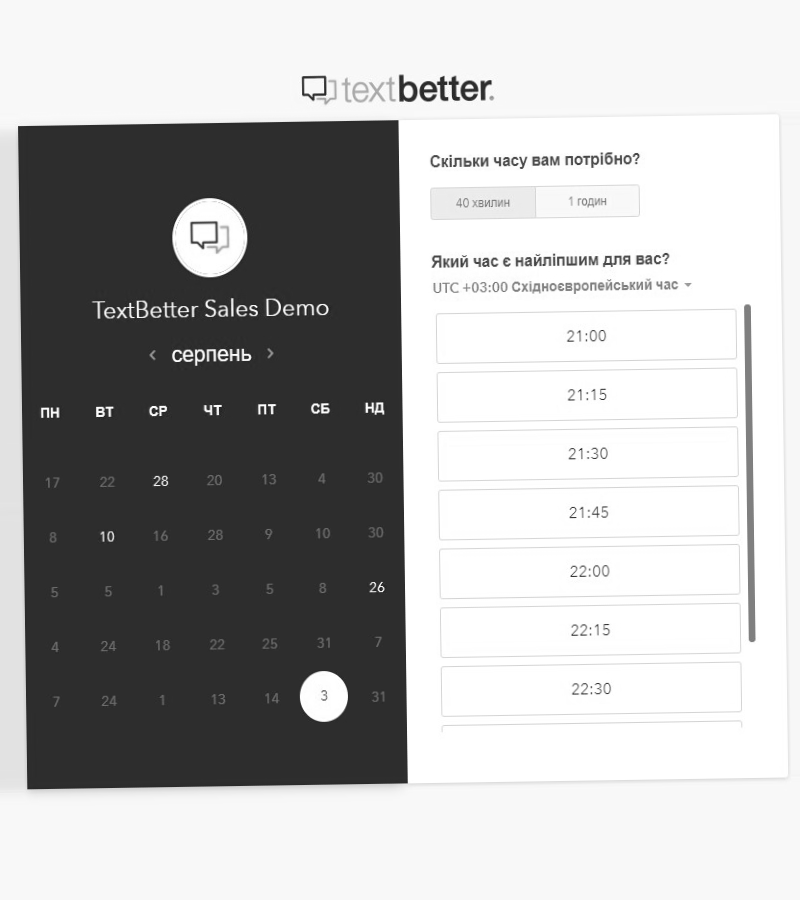 textbetter.
TextBetter Sales Demo
серпень
ПН ВТ СР ЧТ ПТ СБ НД
17 22 28 20 13 4 30
8 10 16 28 9 10 30
5 5 1 3 5 8 26
4 24 18 22 25 31 7
7 24 1 13 14 3 31
Скільки часу вам потрібно?
40 хвилин 1 годин
Який час є найліпшим для вас?
UTC +03:00 Східноєвропейський час
21:00
21:15
21:30
21:45
22:00
22:15
22:30